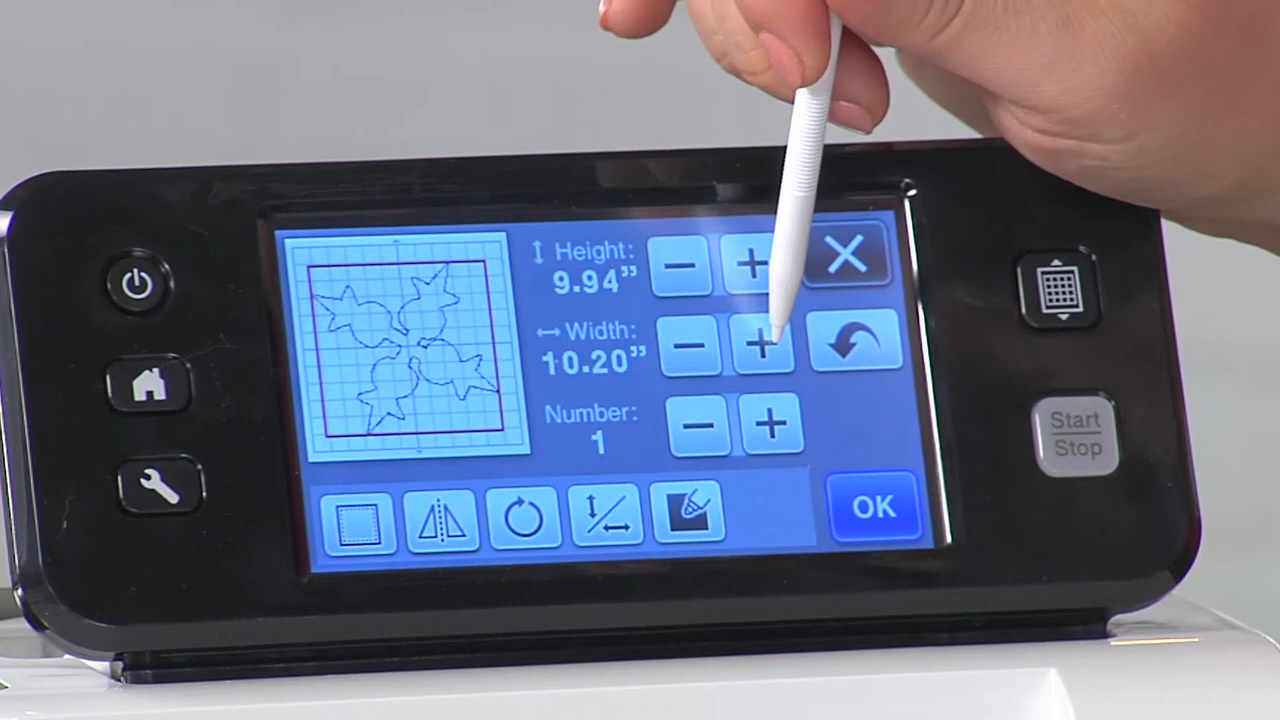 Height:
9.94”
Width:
10.20”
Number:
1
OK
Start
Stop